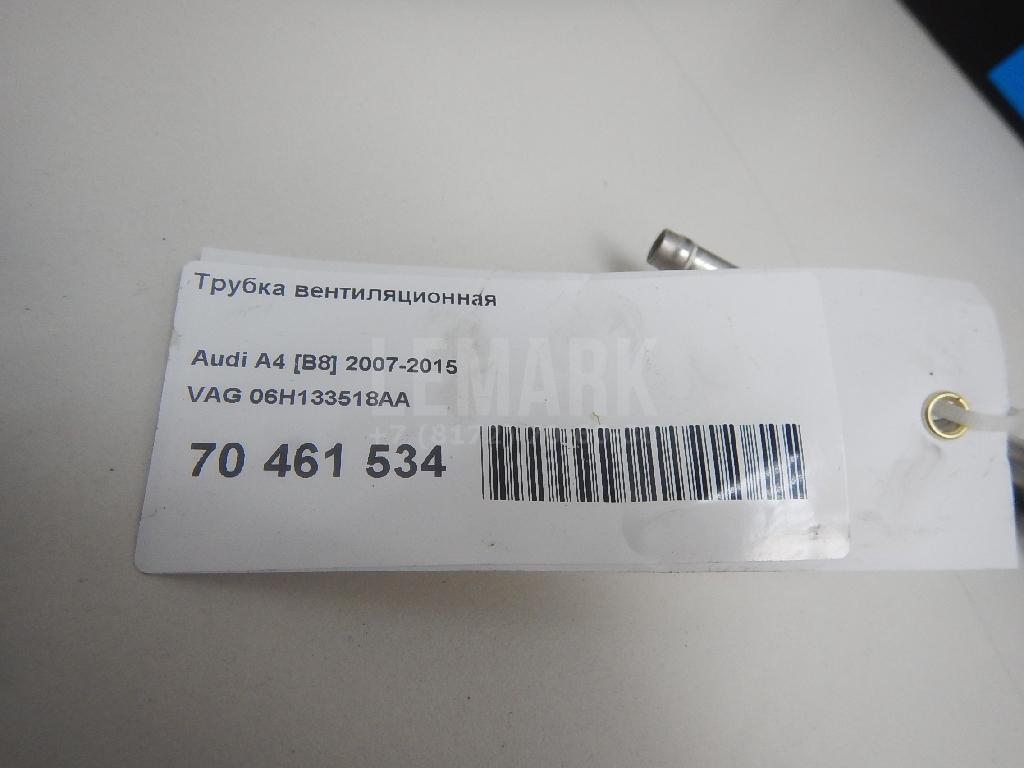 Трубка вентиляционная
Audi A4 [B8] 2007-2015
VAG 06H133518AA
70 461 534
LEMARK